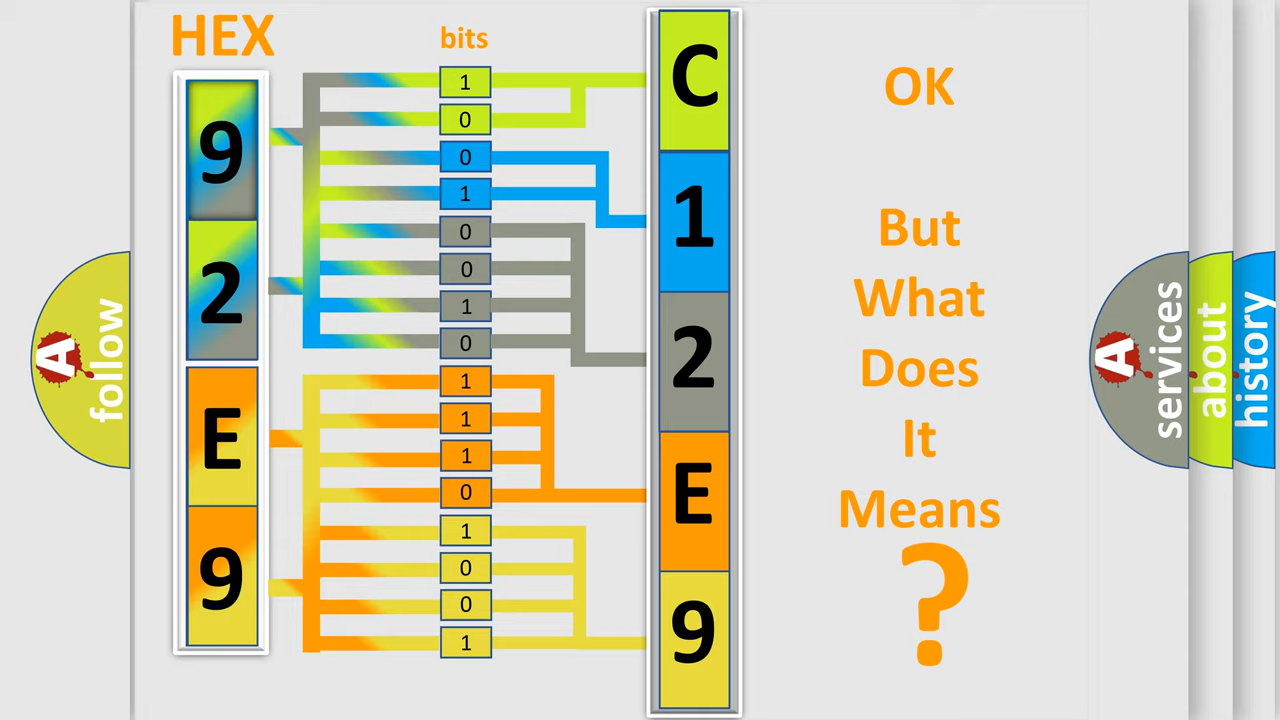 HEX
9
2
E
9
bits
1
0
0
1
0
0
1
0
1
1
1
0
1
0
0
1
C
1
2
E
9
OK
But
What
Does
It
Means
?
A
follow
A
services
about
history